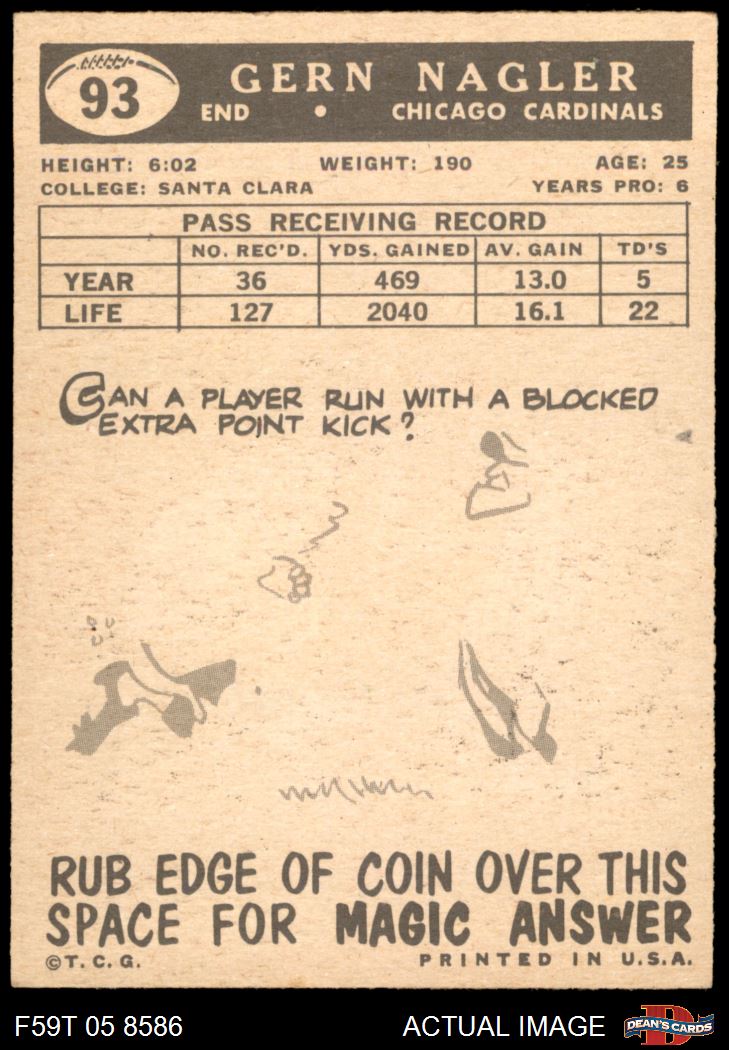 93
GERN NAGLER
END • CHICAGO CARDINALS
HEIGHT: 6:02 WEIGHT: 190 AGE: 25
COLLEGE: SANTA CLARA YEARS PRO: 6
PASS RECEIVING RECORD
NO. REC'D. YDS. GAINED AV. GAIN TD'S
YEAR 36 469 13.0 5
LIFE 127 2040 16.1 22
CAN A PLAYER RUN WITH A BLOCKED
EXTRA POINT KICK?
RUB EDGE OF COIN OVER THIS
SPACE FOR MAGIC ANSWER
©T. C. G. PRINTED IN U.S.A.
F59T 05 8586 ACTUAL IMAGE DEAN'S CARDS